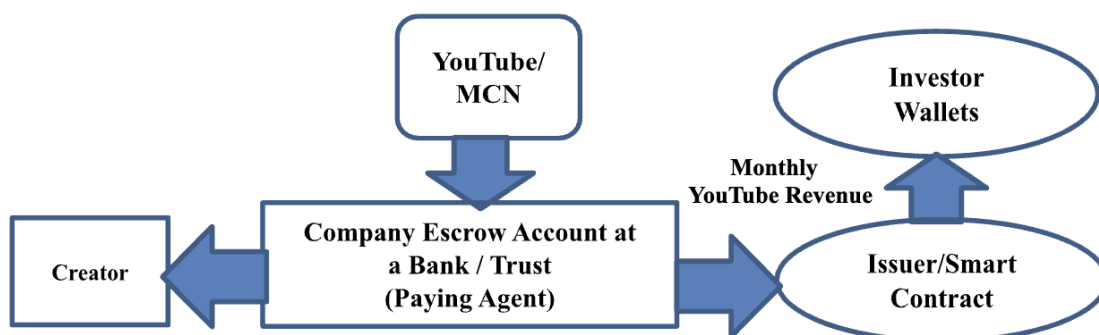 YouTube/
MCN
Investor
Wallets
Monthly
YouTube Revenue
Creator
Company Escrow Account at
a Bank / Trust
(Paying Agent)
Issuer/Smart
Contract